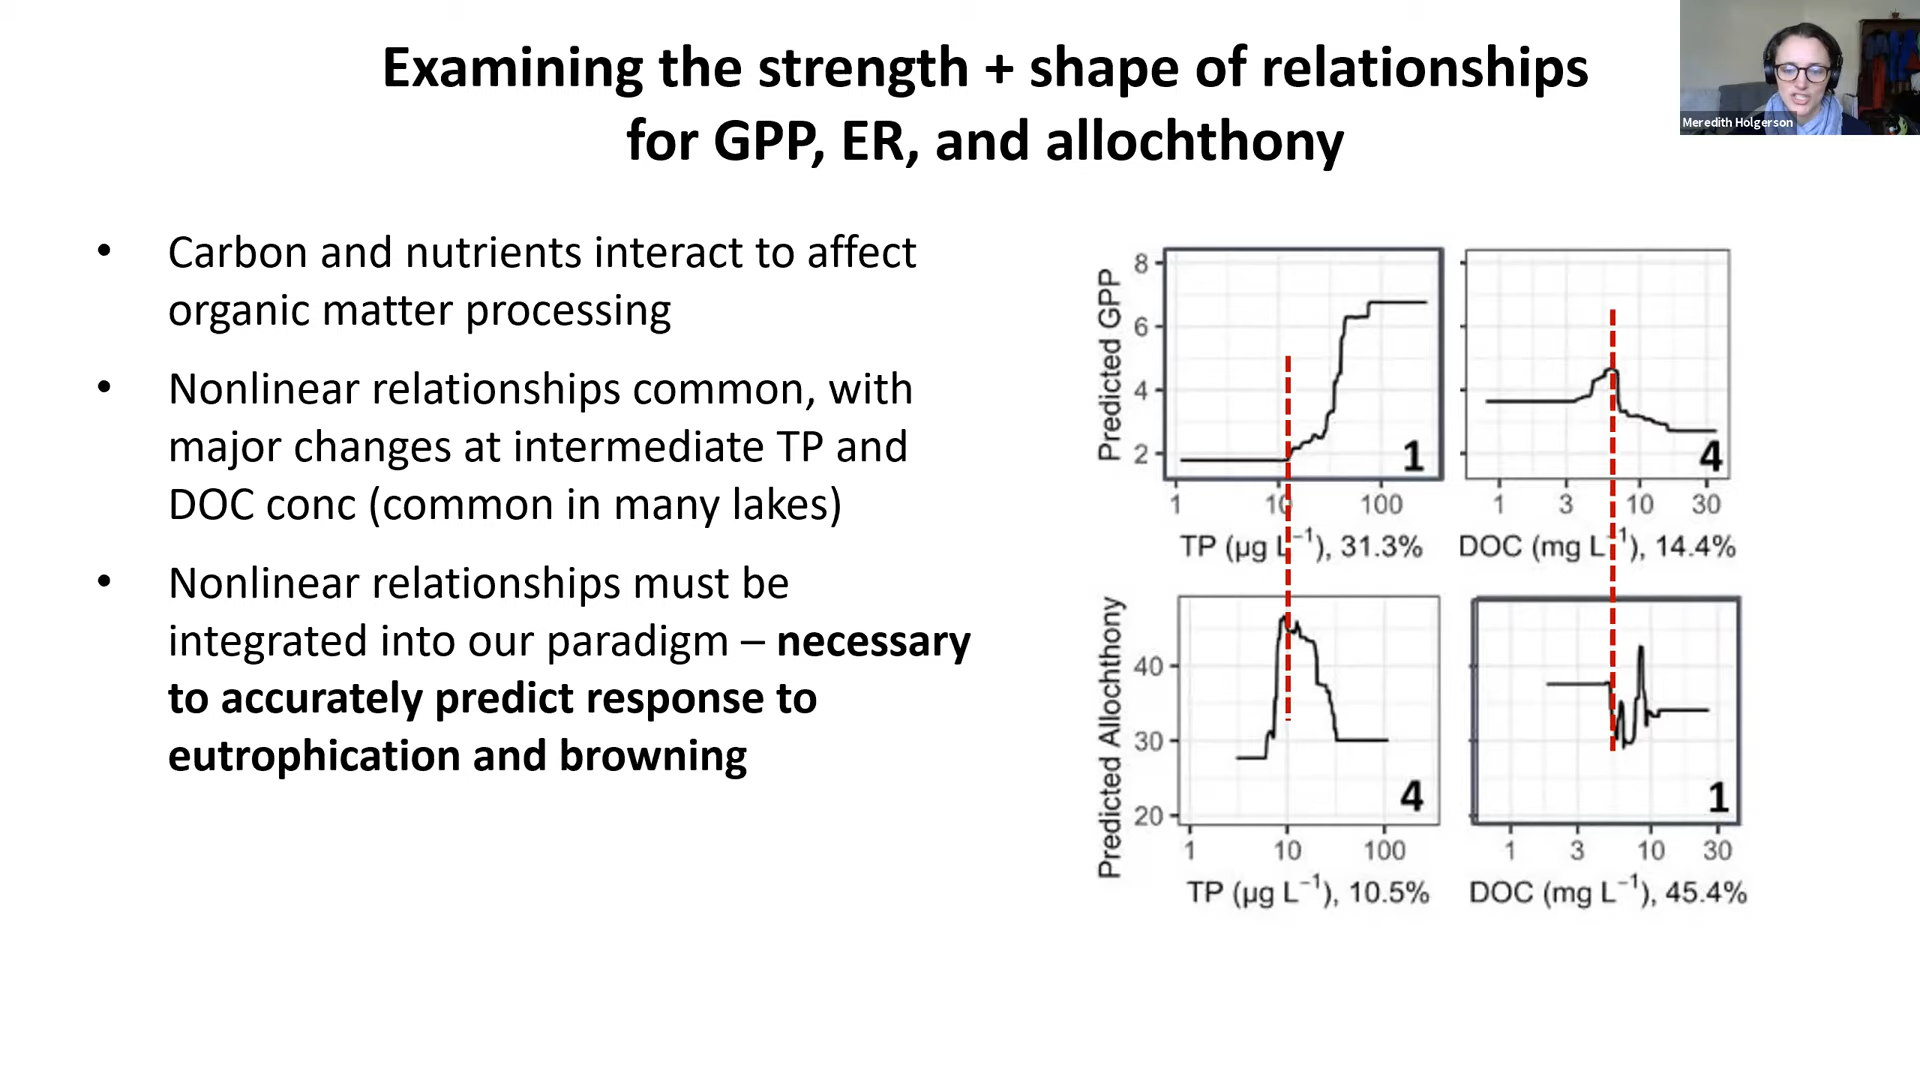 Examining the strength + shape of relationships
for GPP, ER, and allochthony
Meredith Holgerson
• Carbon and nutrients interact to affect
organic matter processing
• Nonlinear relationships common, with
major changes at intermediate TP and
DOC conc (common in many lakes)
• Nonlinear relationships must be
integrated into our paradigm – necessary
to accurately predict response to
eutrophication and browning
Predicted GPP
8
6
4
2
1
1 10 100
TP (µg L⁻¹), 31.3%
4
1 3 10 30
DOC (mg L⁻¹), 14.4%
Predicted Allochthony
40
30
20
4
1 10 100
TP (µg L⁻¹), 10.5%
1
1 3 10 30
DOC (mg L⁻¹), 45.4%